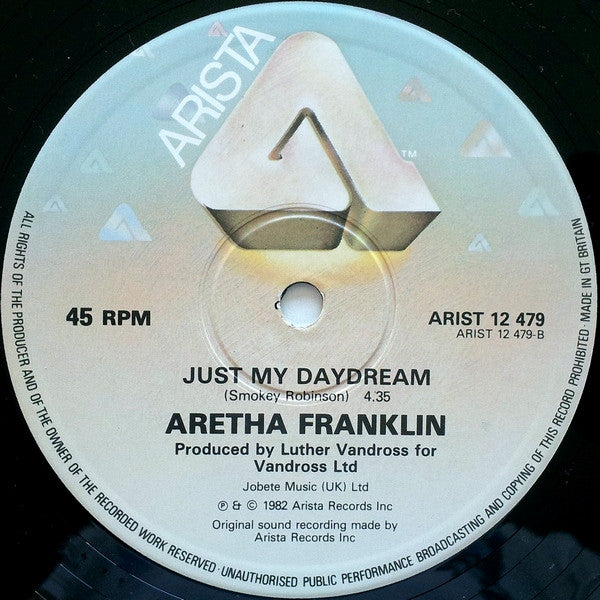 ARISTA
TM
45 RPM
ARIST 12 479
ARIST 12 479-B
JUST MY DAYDREAM
(Smokey Robinson) 4.35
ARETHA FRANKLIN
Produced by Luther Vandross for
Vandross Ltd
Jobete Music (UK) Ltd
℗ & © 1982 Arista Records Inc
Original sound recording made by
Arista Records Inc
ALL RIGHTS OF THE PRODUCER AND OF THE OWNER OF THE RECORDED WORK RESERVED · UNAUTHORISED PUBLIC PERFORMANCE BROADCASTING AND COPYING OF THIS RECORD PROHIBITED · MADE IN GT BRITAIN